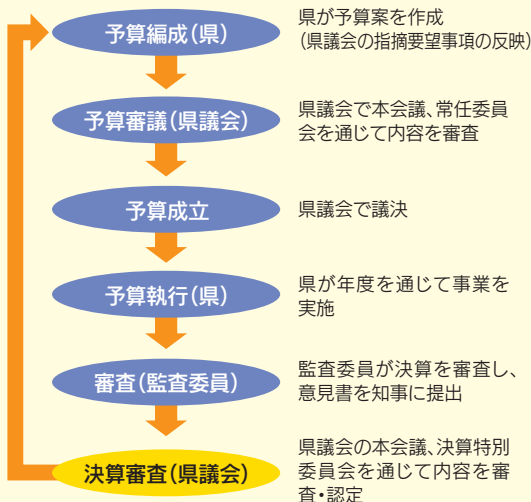 予算編成(県)
県が予算案を作成
(県議会の指摘要望事項の反映)
予算審議(県議会)
県議会で本会議、常任委員
会を通じて内容を審査
予算成立
県議会で議決
予算執行(県)
県が年度を通じて事業を
実施
審査(監査委員)
監査委員が決算を審査し、
意見書を知事に提出
決算審査(県議会)
県議会の本会議、決算特別
委員会を通じて内容を審
査・認定